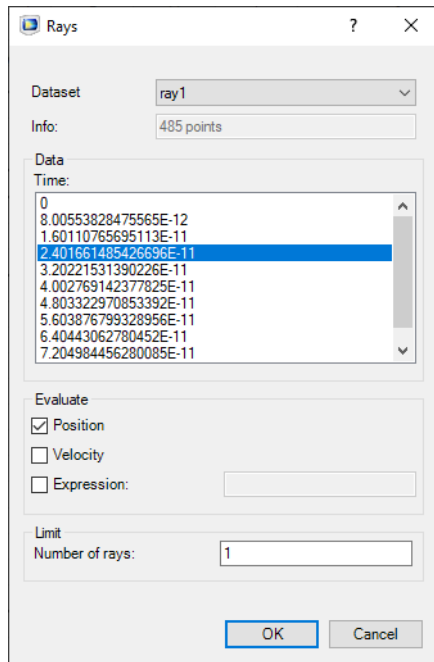 Rays
?
Dataset ray1
Info: 485 points
Data
Time:
0
8.00553828475565E-12
1.60110765695113E-11
2.401661485426696E-11
3.20221531390226E-11
4.002769142377825E-11
4.803322970853392E-11
5.603876799328956E-11
6.40443062780452E-11
7.204984456280085E-11
Evaluate
Position
Velocity
Expression:
Limit
Number of rays: 1
OK Cancel